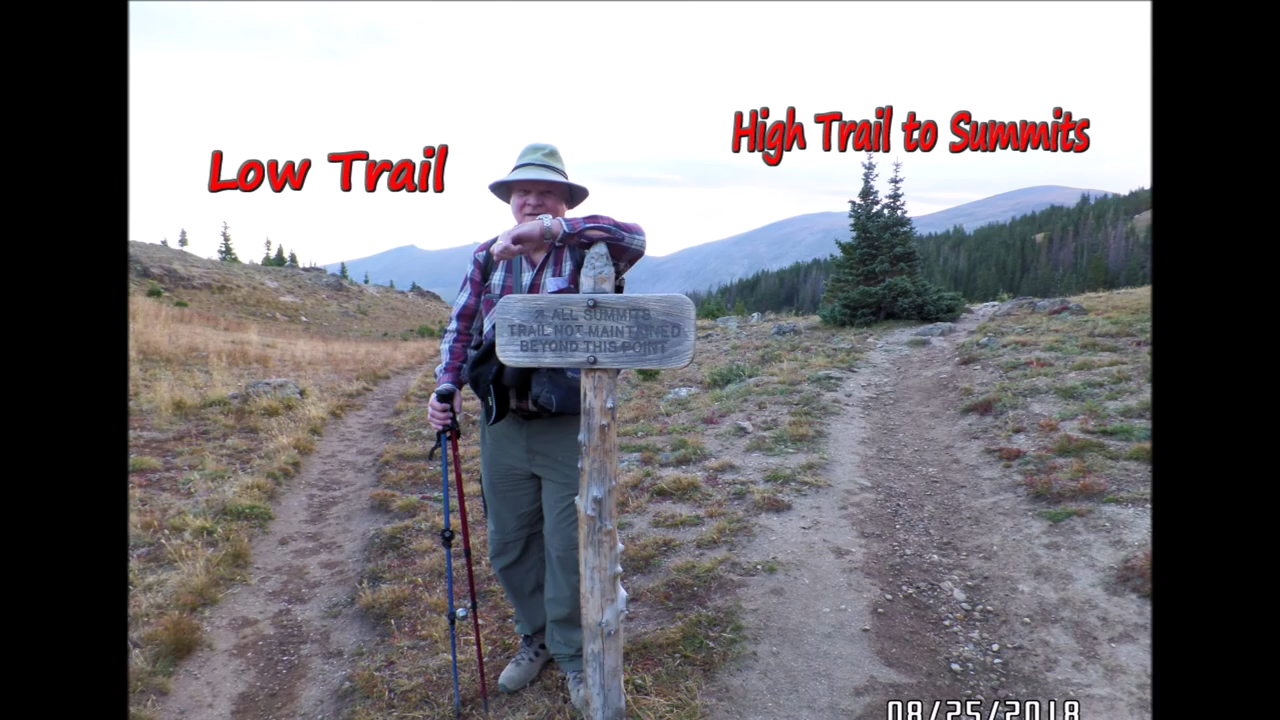 Low Trail
High Trail to Summits
↗ ALL SUMMITS
TRAIL NOT MAINTAINED
BEYOND THIS POINT
08/25/2018